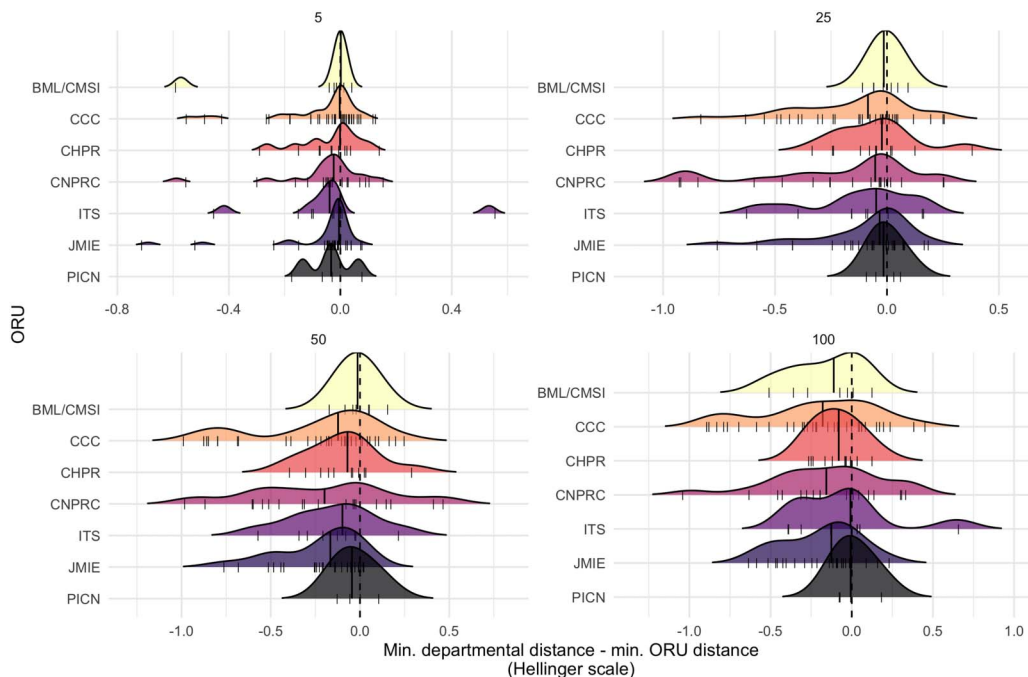 5
25
BML/CMSI
CCC
CHPR
CNPRC
ITS
JMIE
PICN
-0.8
-0.4
0.0
0.4
BML/CMSI
CCC
CHPR
CNPRC
ITS
JMIE
PICN
-1.0
-0.5
0.0
0.5
ORU
50
100
BML/CMSI
CCC
CHPR
CNPRC
ITS
JMIE
PICN
-1.0
-0.5
0.0
0.5
BML/CMSI
CCC
CHPR
CNPRC
ITS
JMIE
PICN
-1.0
-0.5
0.0
0.5
1.0
Min. departmental distance - min. ORU distance
(Hellinger scale)